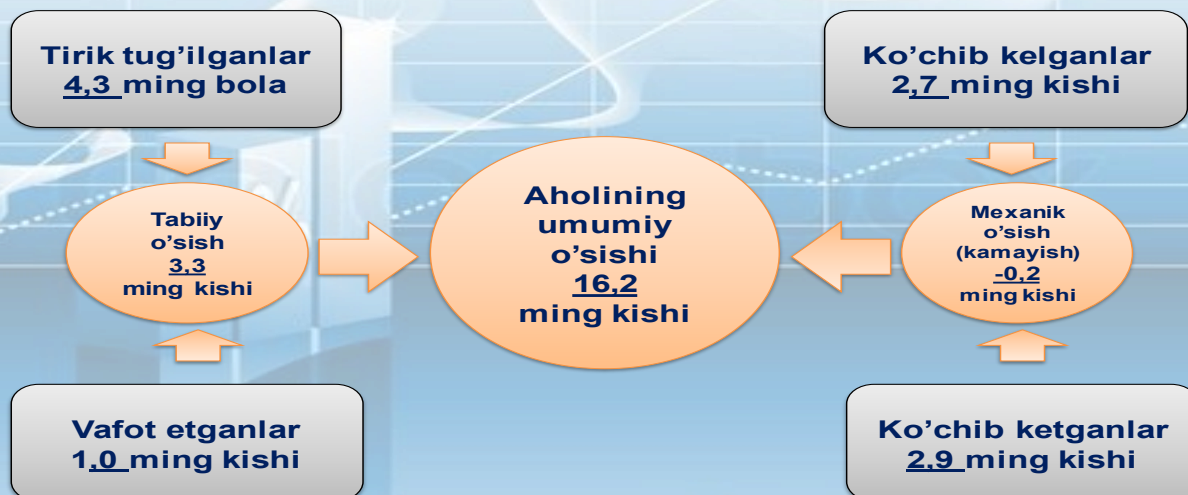 Tirik tug’ilganlar
4,3 ming bola
Ko’chib kelganlar
2,7 ming kishi
Tabiiy
o’sish
3,3
ming kishi
Aholining
umumiy
o’sishi
16,2
ming kishi
Mexanik
o’sish
(kamayish)
-0,2
ming kishi
Vafot etganlar
1,0 ming kishi
Ko’chib ketganlar
2,9 ming kishi